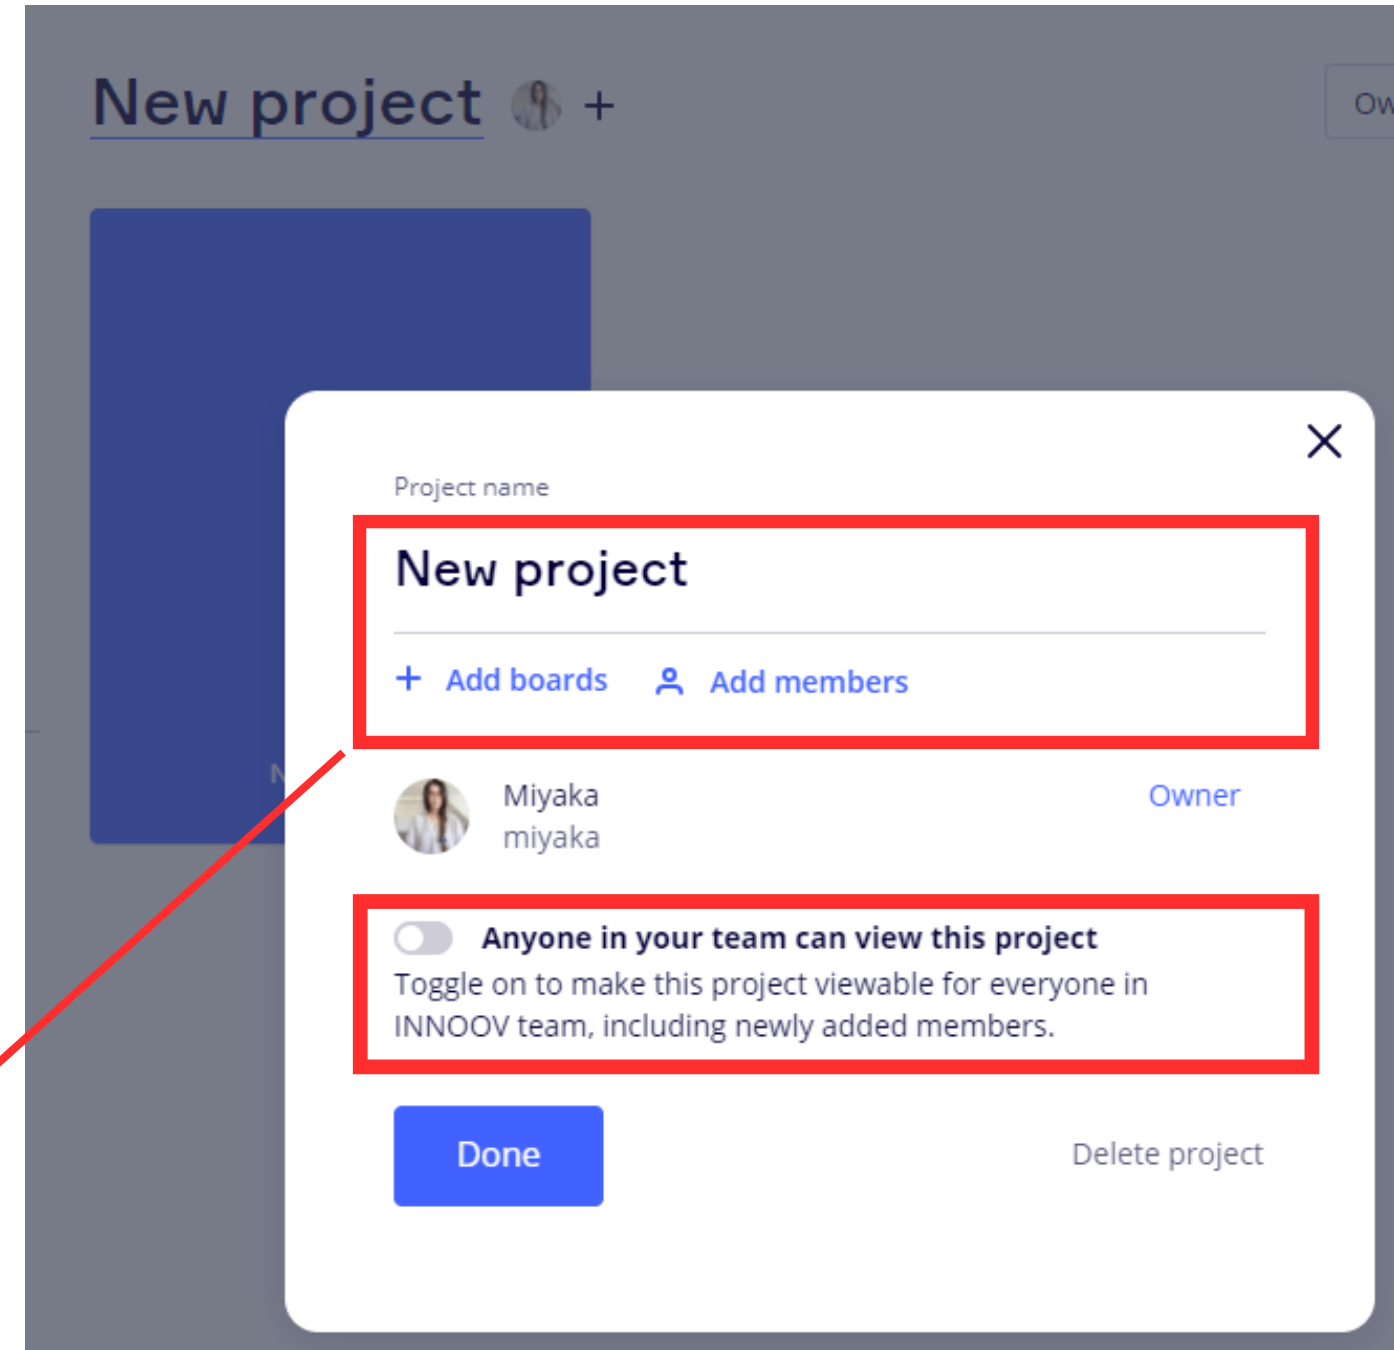 New project +
Ow
N
Project name
New project
+ Add boards Add members
Miyaka
Owner
miyaka
Anyone in your team can view this project
Toggle on to make this project viewable for everyone in
INNOOV team, including newly added members.
Done
Delete project